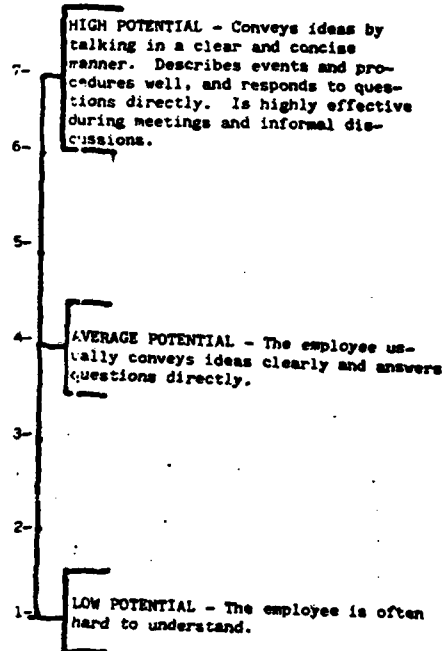 HIGH POTENTIAL - Conveys ideas by
talking in a clear and concise
manner. Describes events and pro-
cedures well, and responds to ques-
tions directly. Is highly effective
during meetings and informal dis-
cussions.
7-
6-
5-
4-
AVERAGE POTENTIAL - The employee us-
ually conveys ideas clearly and answers
questions directly.
3-
2-
1-
LOW POTENTIAL - The employee is often
hard to understand.